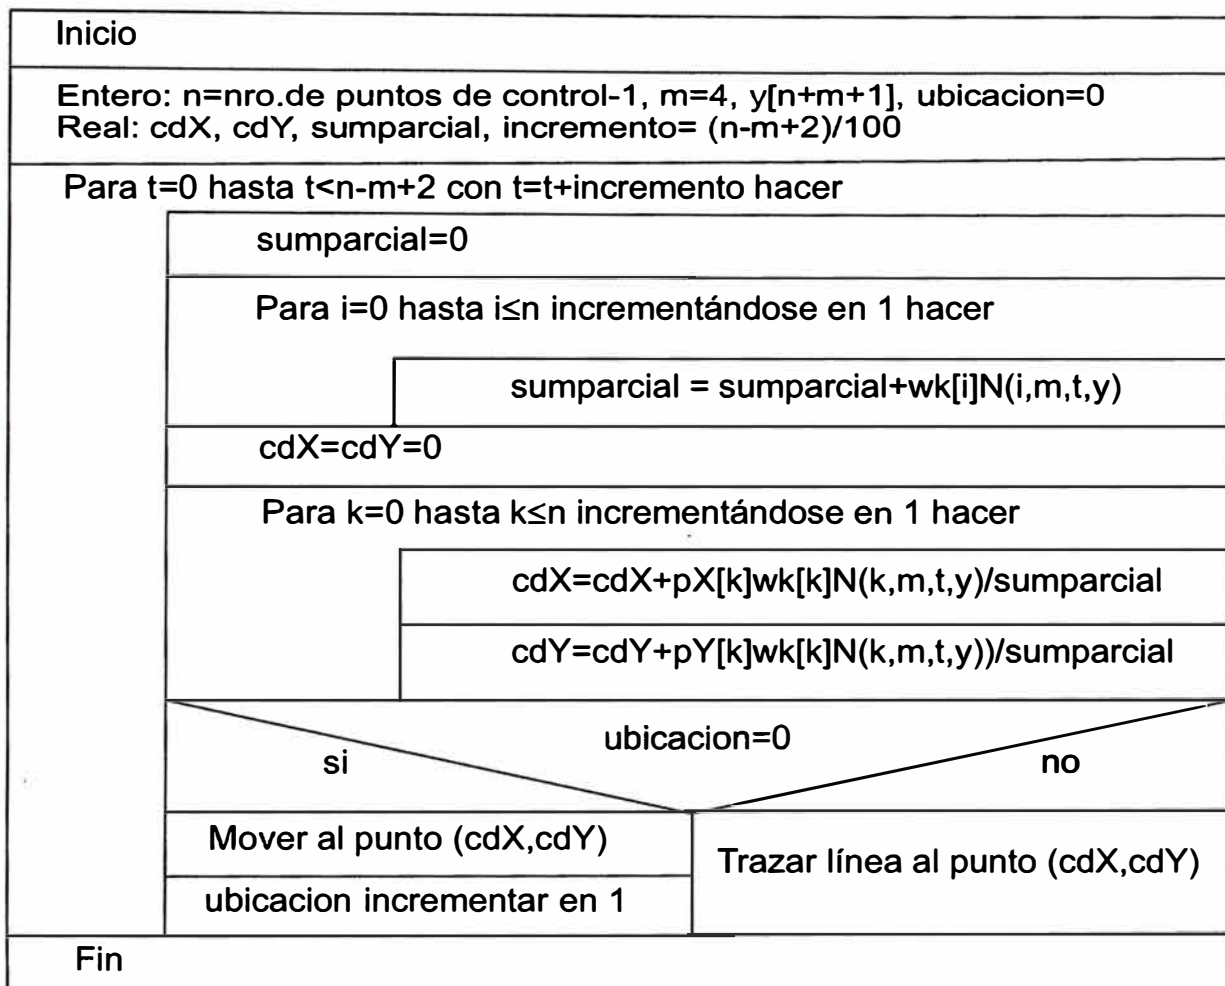 Inicio
Entero: n=nro.de puntos de control-1, m=4, y[n+m+1], ubicacion=0
Real: cdX, cdY, sumparcial, incremento= (n-m+2)/100
Para t=0 hasta t<n-m+2 con t=t+incremento hacer
sumparcial=0
Para i=0 hasta i≤n incrementándose en 1 hacer
sumparcial = sumparcial+wk[i]N(i,m,t,y)
cdX=cdY=0
Para k=0 hasta k≤n incrementándose en 1 hacer
cdX=cdX+pX[k]wk[k]N(k,m,t,y)/sumparcial
cdY=cdY+pY[k]wk[k]N(k,m,t,y))/sumparcial
ubicacion=0
si
no
Mover al punto (cdX,cdY)
ubicacion incrementar en 1
Trazar línea al punto (cdX,cdY)
Fin